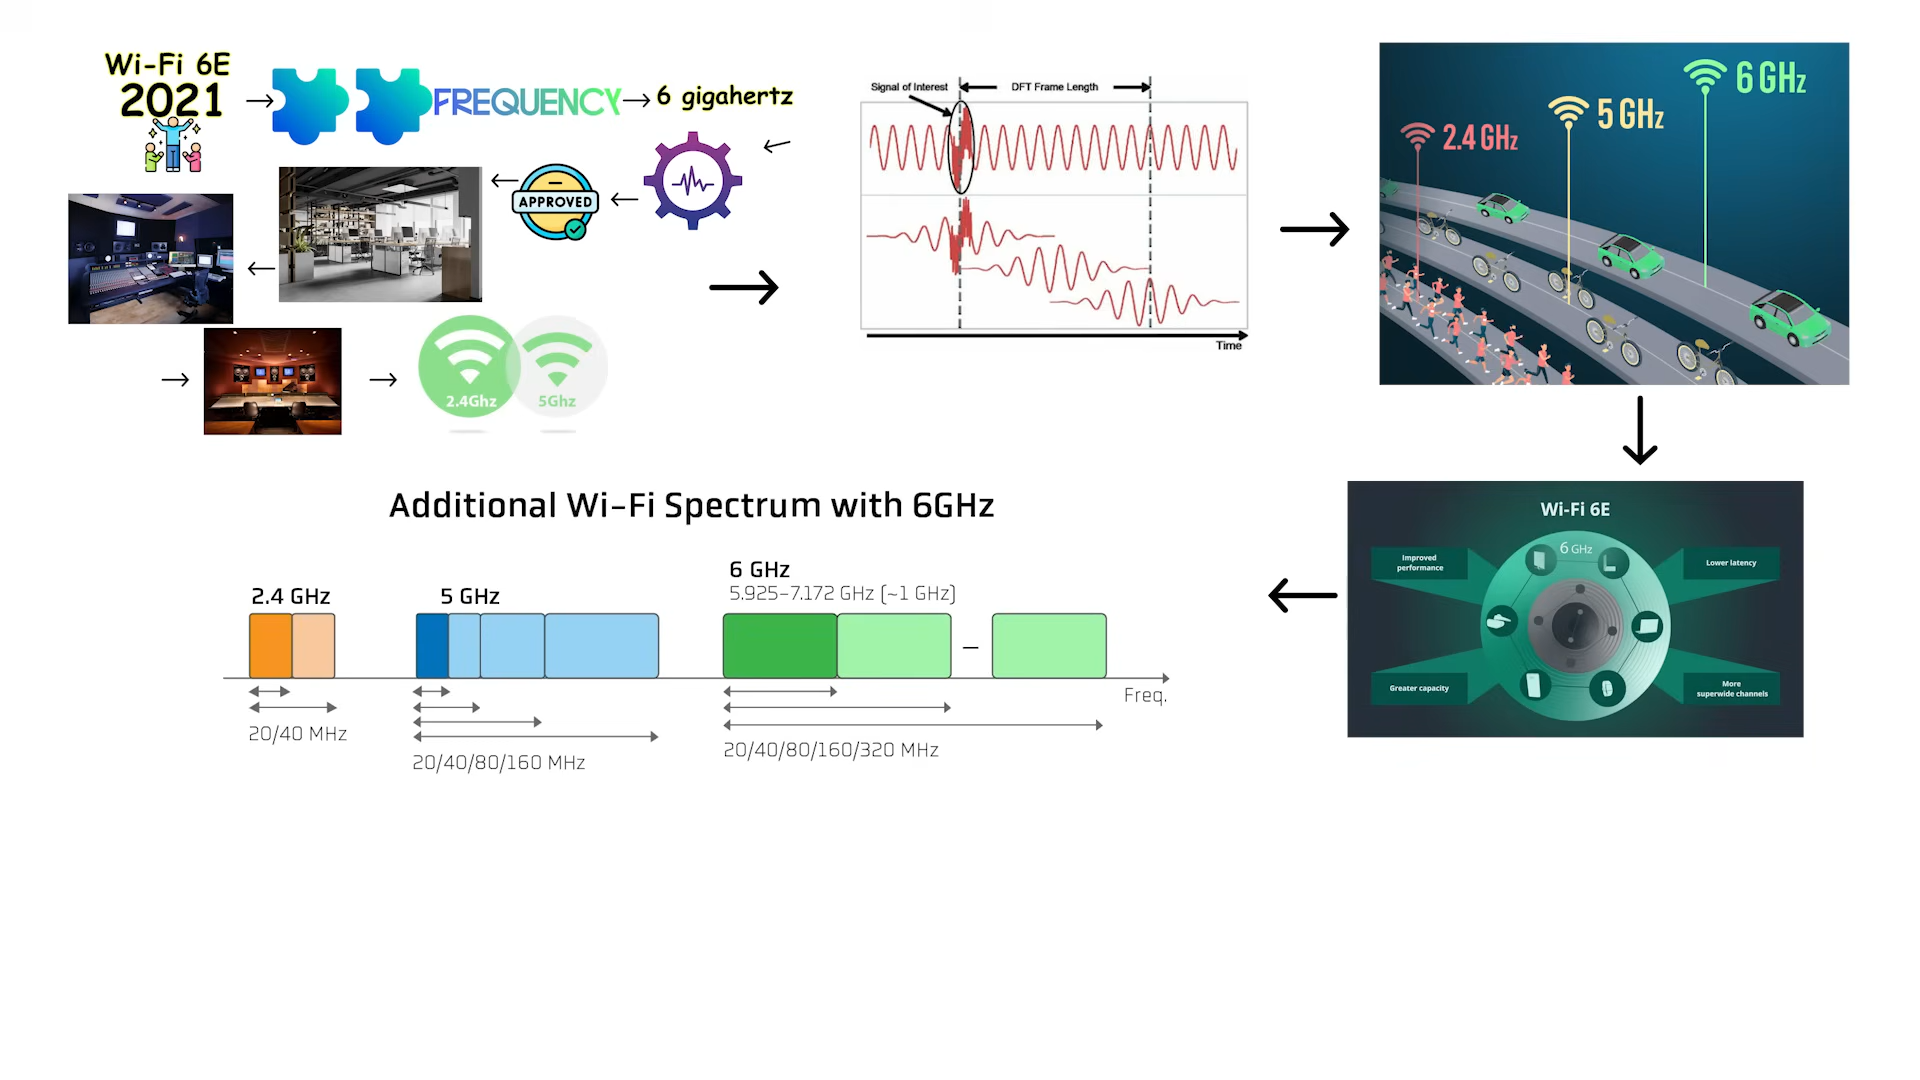 Wi-Fi 6E
2021
FREQUENCY
6 gigahertz
APPROVED
2.4Ghz
5Ghz
Signal of Interest
DFT Frame Length
Time
2.4 GHz
5 GHz
6 GHz
Wi-Fi 6E
6 GHz
Improved
performance
Lower latency
Greater capacity
More
superwide channels
Additional Wi-Fi Spectrum with 6GHz
2.4 GHz
5 GHz
6 GHz
5.925-7.172 GHz (~1 GHz)
Freq.
20/40 MHz
20/40/80/160 MHz
20/40/80/160/320 MHz